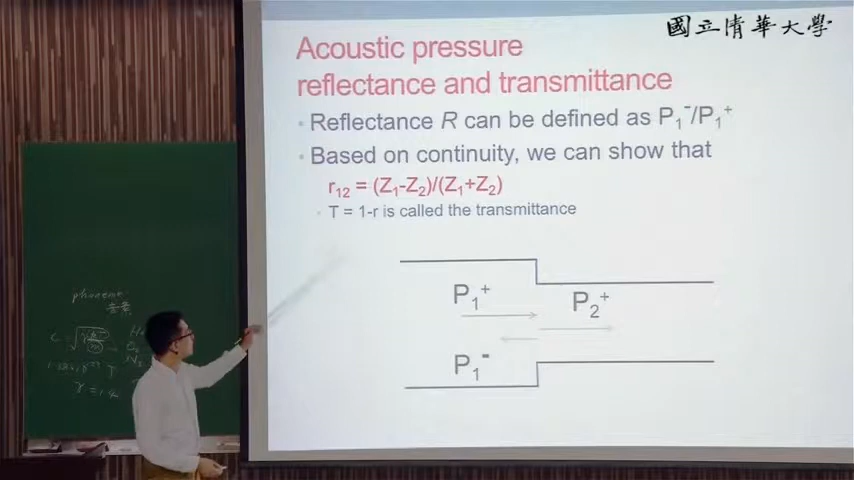 國立清華大學
Acoustic pressure
reflectance and transmittance
• Reflectance R can be defined as P₁⁻/P₁⁺
• Based on continuity, we can show that
r₁₂ = (Z₁-Z₂)/(Z₁+Z₂)
• T = 1-r is called the transmittance
P₁⁺
P₂⁺
P₁⁻
phoneme
音素